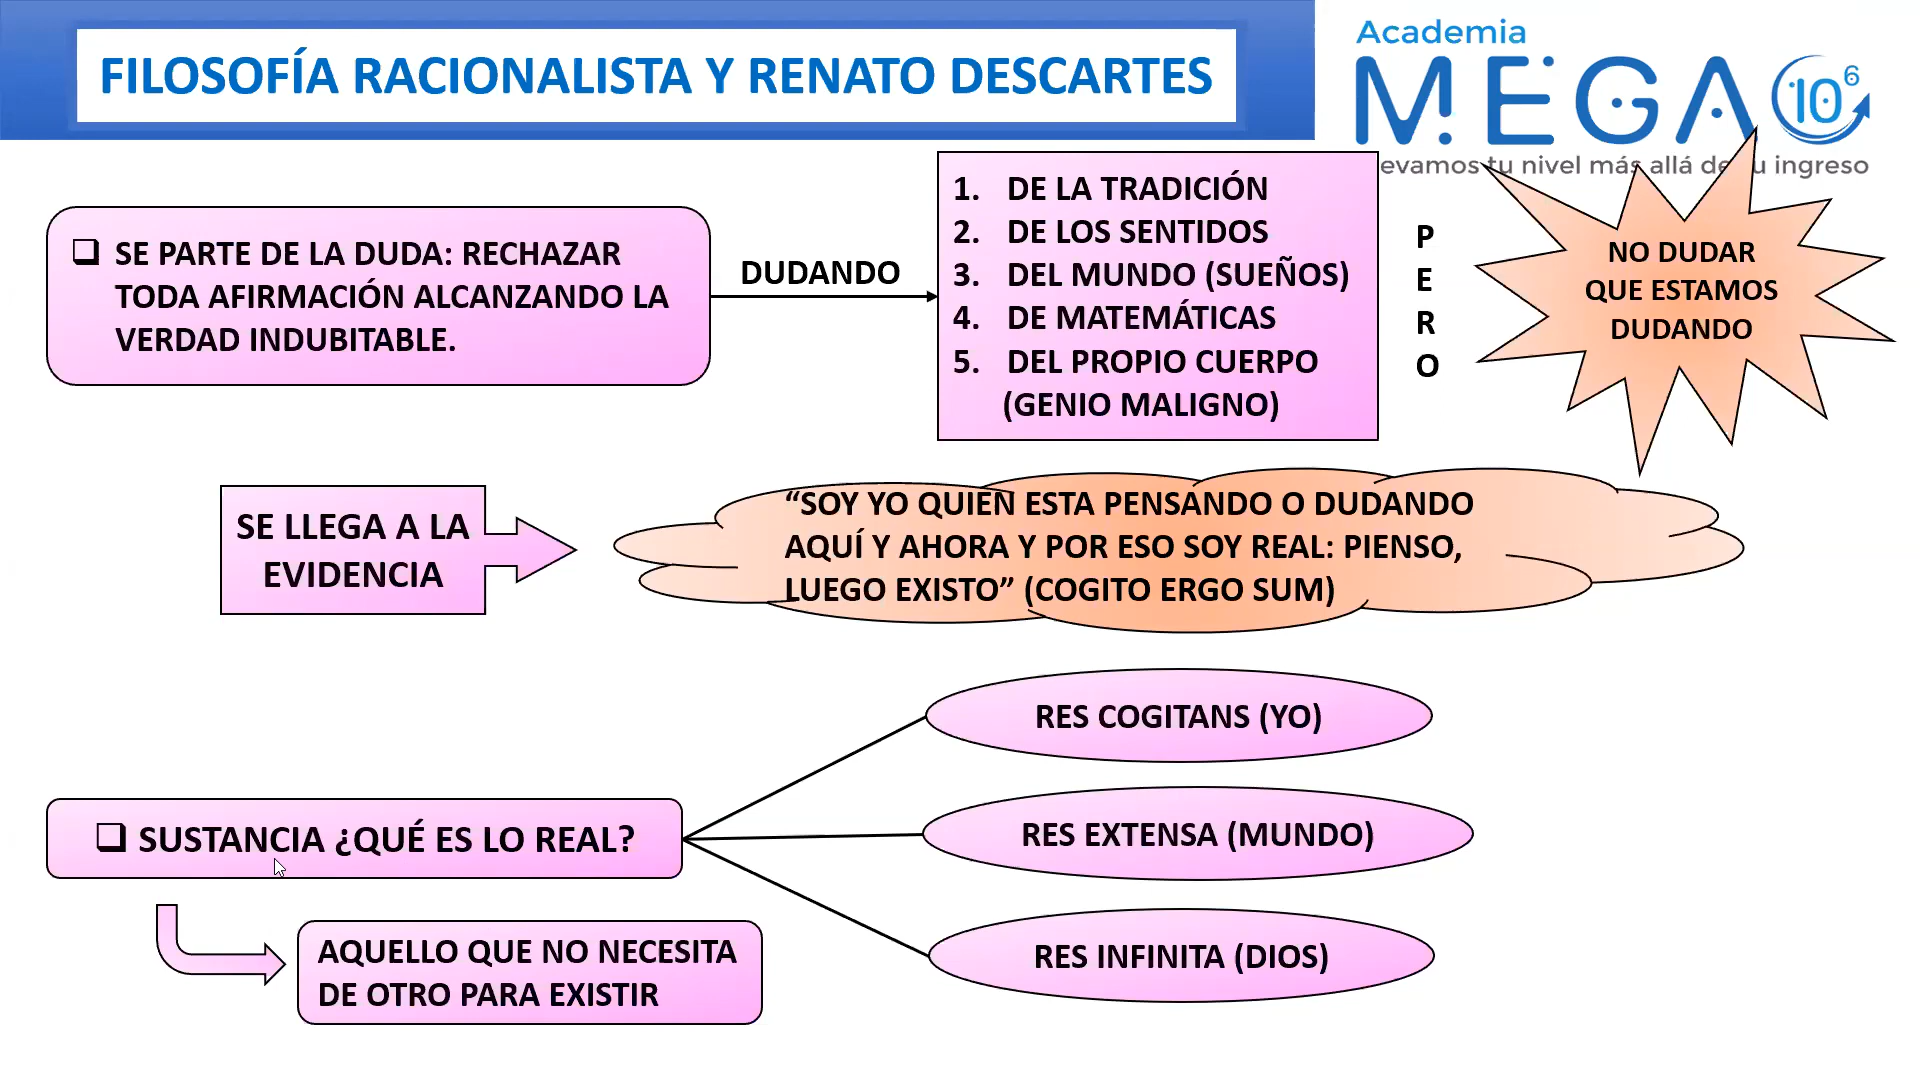 FILOSOFÍA RACIONALISTA Y RENATO DESCARTES
Academia
MEGA 10⁶
evamos tu nivel más allá de tu ingreso
❑ SE PARTE DE LA DUDA: RECHAZAR
TODA AFIRMACIÓN ALCANZANDO LA
VERDAD INDUBITABLE.
DUDANDO
1. DE LA TRADICIÓN
2. DE LOS SENTIDOS
3. DEL MUNDO (SUEÑOS)
4. DE MATEMÁTICAS
5. DEL PROPIO CUERPO
(GENIO MALIGNO)
P
E
R
O
NO DUDAR
QUE ESTAMOS
DUDANDO
SE LLEGA A LA
EVIDENCIA
“SOY YO QUIEN ESTA PENSANDO O DUDANDO
AQUÍ Y AHORA Y POR ESO SOY REAL: PIENSO,
LUEGO EXISTO” (COGITO ERGO SUM)
❑ SUSTANCIA ¿QUÉ ES LO REAL?
AQUELLO QUE NO NECESITA
DE OTRO PARA EXISTIR
RES COGITANS (YO)
RES EXTENSA (MUNDO)
RES INFINITA (DIOS)